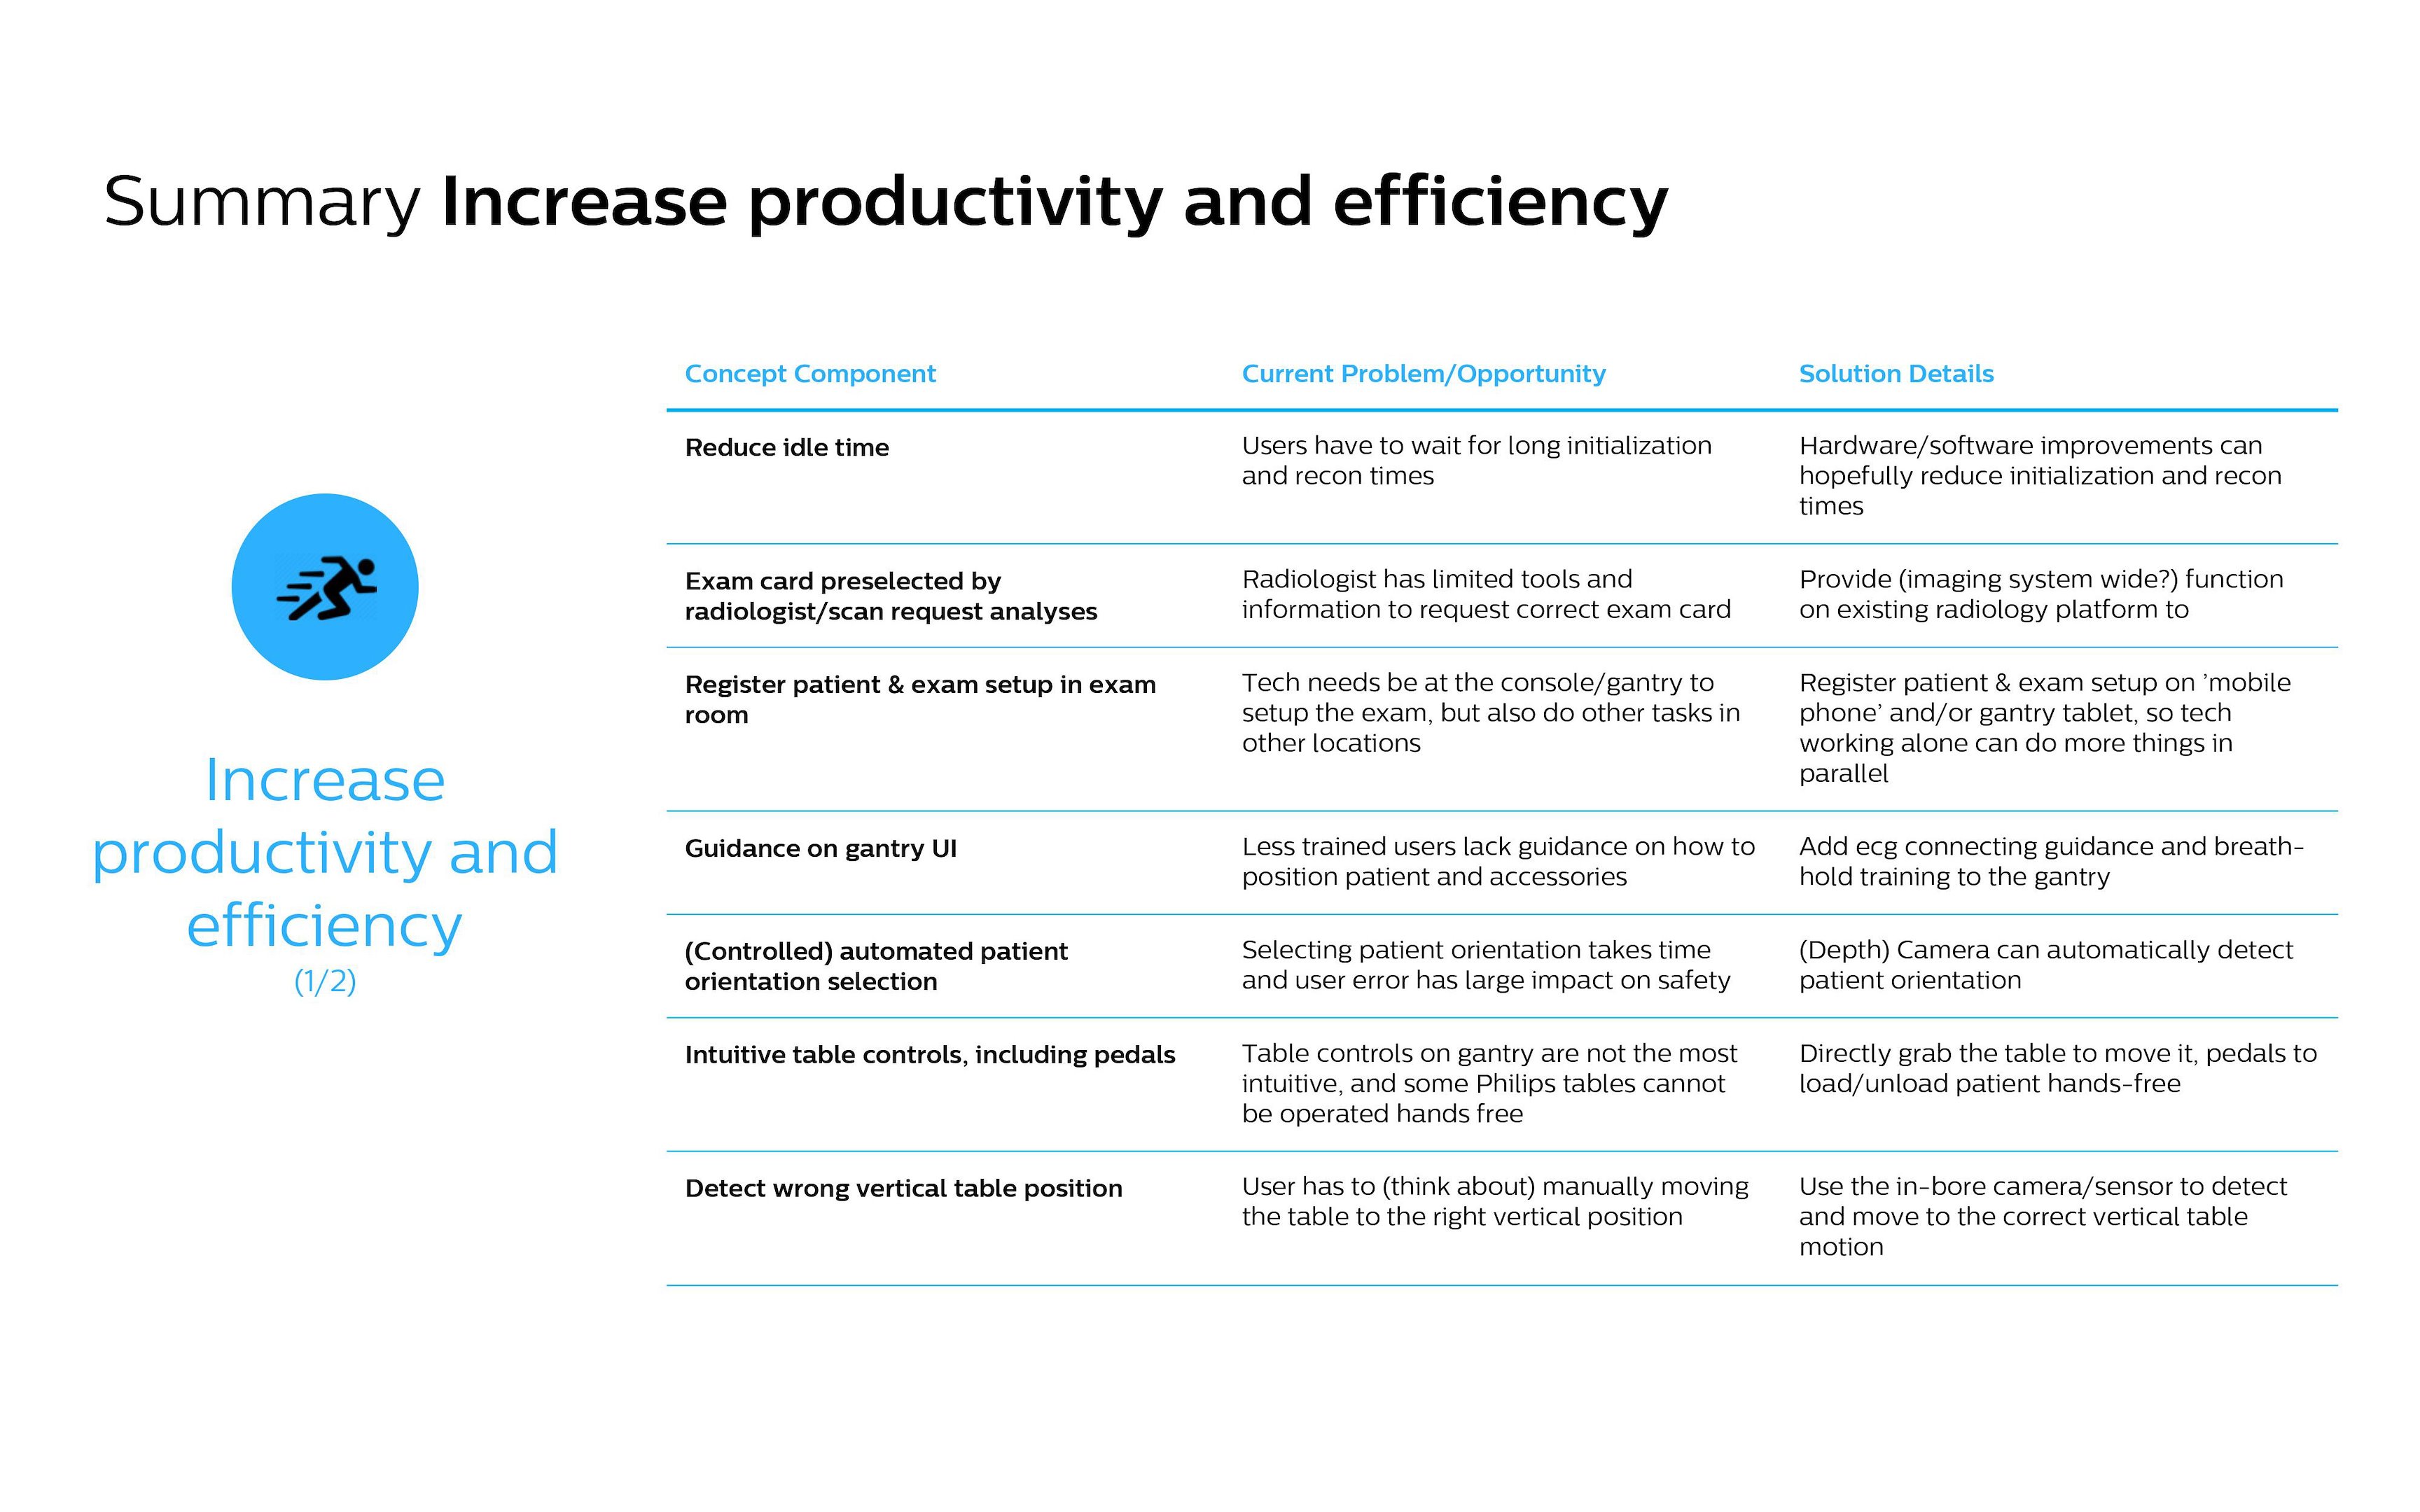 Summary Increase productivity and efficiency
Increase
productivity and
efficiency
(1/2)
Concept Component
Current Problem/Opportunity
Solution Details
Reduce idle time
Users have to wait for long initialization
and recon times
Hardware/software improvements can
hopefully reduce initialization and recon
times
Exam card preselected by
radiologist/scan request analyses
Radiologist has limited tools and
information to request correct exam card
Provide (imaging system wide?) function
on existing radiology platform to
Register patient & exam setup in exam
room
Tech needs be at the console/gantry to
setup the exam, but also do other tasks in
other locations
Register patient & exam setup on ’mobile
phone’ and/or gantry tablet, so tech
working alone can do more things in
parallel
Guidance on gantry UI
Less trained users lack guidance on how to
position patient and accessories
Add ecg connecting guidance and breath-
hold training to the gantry
(Controlled) automated patient
orientation selection
Selecting patient orientation takes time
and user error has large impact on safety
(Depth) Camera can automatically detect
patient orientation
Intuitive table controls, including pedals
Table controls on gantry are not the most
intuitive, and some Philips tables cannot
be operated hands free
Directly grab the table to move it, pedals to
load/unload patient hands-free
Detect wrong vertical table position
User has to (think about) manually moving
the table to the right vertical position
Use the in-bore camera/sensor to detect
and move to the correct vertical table
motion